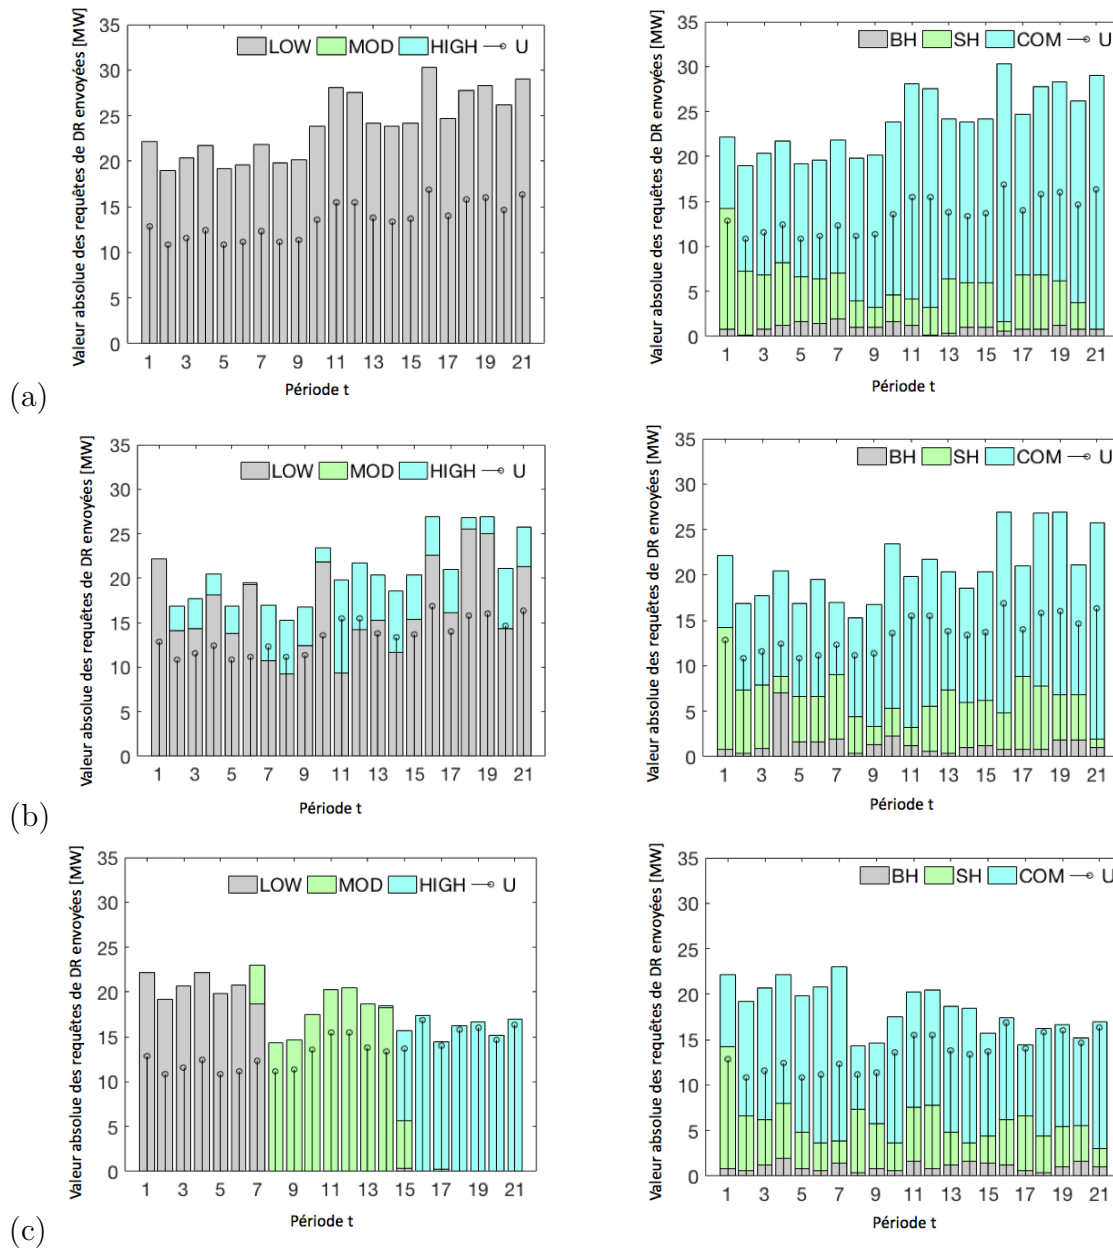 Valeur absolue des requêtes de DR envoyées [MW]
35
30
25
20
15
10
5
0
LOW MOD HIGH U
1 3 5 7 9 11 13 15 17 19 21
Période t
Valeur absolue des requêtes de DR envoyées [MW]
35
30
25
20
15
10
5
0
BH SH COM U
1 3 5 7 9 11 13 15 17 19 21
Période t
(a)
Valeur absolue des requêtes de DR envoyées [MW]
35
30
25
20
15
10
5
0
LOW MOD HIGH U
1 3 5 7 9 11 13 15 17 19 21
Période t
Valeur absolue des requêtes de DR envoyées [MW]
35
30
25
20
15
10
5
0
BH SH COM U
1 3 5 7 9 11 13 15 17 19 21
Période t
(b)
Valeur absolue des requêtes de DR envoyées [MW]
35
30
25
20
15
10
5
0
LOW MOD HIGH U
1 3 5 7 9 11 13 15 17 19 21
Période t
Valeur absolue des requêtes de DR envoyées [MW]
35
30
25
20
15
10
5
0
BH SH COM U
1 3 5 7 9 11 13 15 17 19 21
Période t
(c)